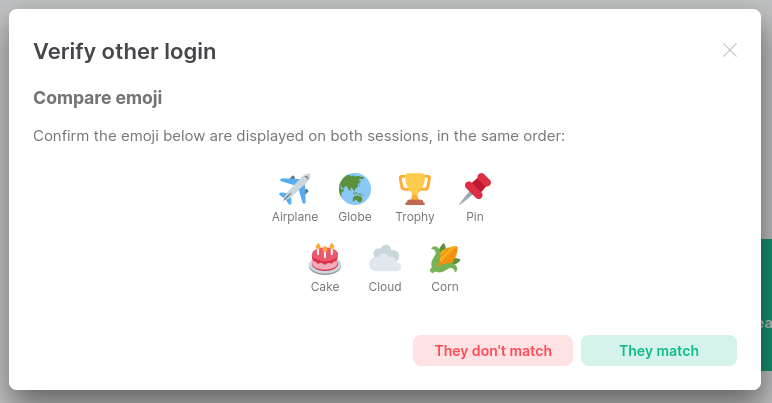 Verify other login
Compare emoji
Confirm the emoji below are displayed on both sessions, in the same order:
Airplane Globe Trophy Pin
Cake Cloud Corn
They don't match They match